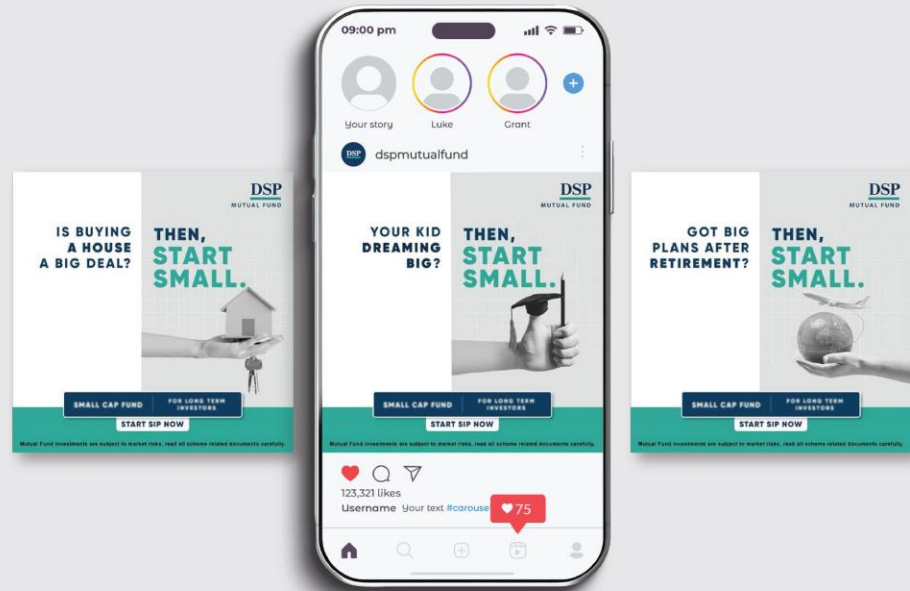 09:00 pm
Your story
Luke
Grant
DSP
dspmutualfund
IS BUYING
A HOUSE
A BIG DEAL?
THEN,
START
SMALL.
DSP
MUTUAL FUND
SMALL CAP FUND
FOR LONG TERM
INVESTORS
START SIP NOW
Mutual Fund investments are subject to market risks, read all scheme related documents carefully.
YOUR KID
DREAMING
BIG?
THEN,
START
SMALL.
DSP
MUTUAL FUND
SMALL CAP FUND
FOR LONG TERM
INVESTORS
START SIP NOW
Mutual Fund investments are subject to market risks, read all scheme related documents carefully.
GOT BIG
PLANS AFTER
RETIREMENT?
THEN,
START
SMALL.
DSP
MUTUAL FUND
SMALL CAP FUND
FOR LONG TERM
INVESTORS
START SIP NOW
Mutual Fund investments are subject to market risks, read all scheme related documents carefully.
123,321 likes
Username Your text #carouse
75